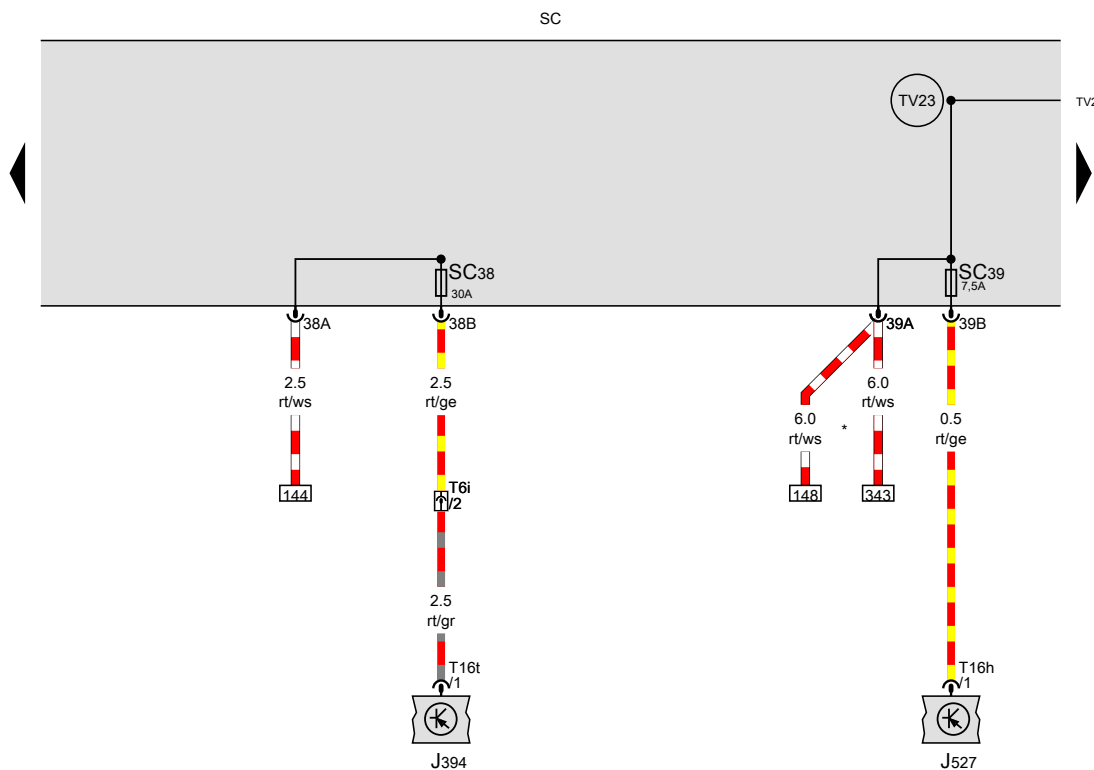 SC
TV23
TV2
SC38
30A
SC39
7,5A
38A
38B
39A
39B
2.5
rt/ws
2.5
rt/ge
6.0
rt/ws
6.0
rt/ws
*
0.5
rt/ge
144
T6i
/2
148
343
2.5
rt/gr
T16t
/1
T16h
/1
J394
J527